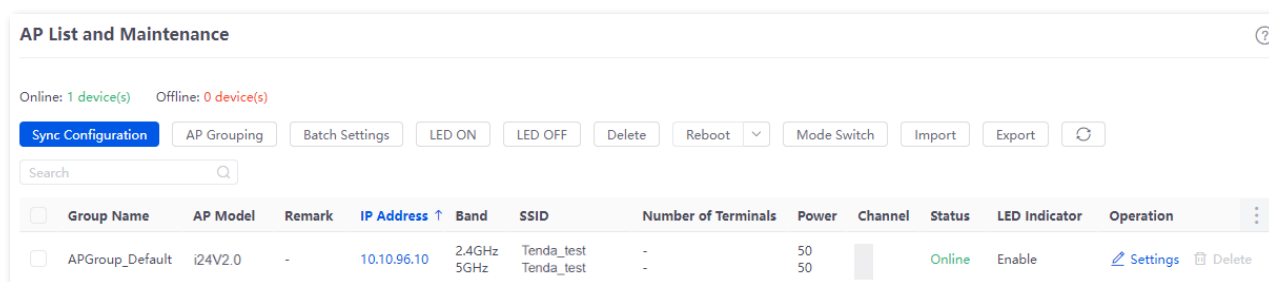 AP List and Maintenance
Online: 1 device(s) Offline: 0 device(s)
Sync Configuration AP Grouping Batch Settings LED ON LED OFF Delete Reboot Mode Switch Import Export
Search
Group Name AP Model Remark IP Address ↑ Band SSID Number of Terminals Power Channel Status LED Indicator Operation
APGroup_Default i24V2.0 - 10.10.96.10 2.4GHz Tenda_test - 50 Online Enable Settings Delete
5GHz Tenda_test - 50